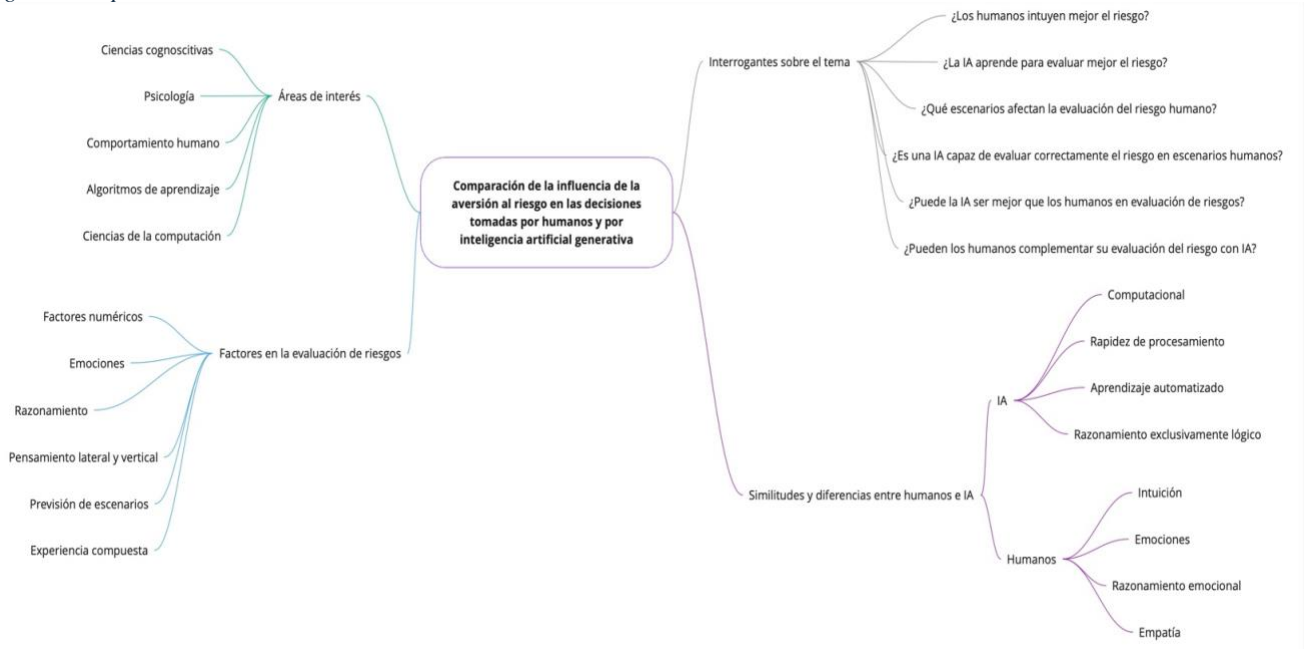 Comparación de la influencia de la
aversión al riesgo en las decisiones
tomadas por humanos y por
inteligencia artificial generativa
Áreas de interés
Ciencias cognoscitivas
Psicología
Comportamiento humano
Algoritmos de aprendizaje
Ciencias de la computación
Factores en la evaluación de riesgos
Factores numéricos
Emociones
Razonamiento
Pensamiento lateral y vertical
Previsión de escenarios
Experiencia compuesta
Interrogantes sobre el tema
¿Los humanos intuyen mejor el riesgo?
¿La IA aprende para evaluar mejor el riesgo?
¿Qué escenarios afectan la evaluación del riesgo humano?
¿Es una IA capaz de evaluar correctamente el riesgo en escenarios humanos?
¿Puede la IA ser mejor que los humanos en evaluación de riesgos?
¿Pueden los humanos complementar su evaluación del riesgo con IA?
Similitudes y diferencias entre humanos e IA
IA
Computacional
Rapidez de procesamiento
Aprendizaje automatizado
Razonamiento exclusivamente lógico
Humanos
Intuición
Emociones
Razonamiento emocional
Empatía